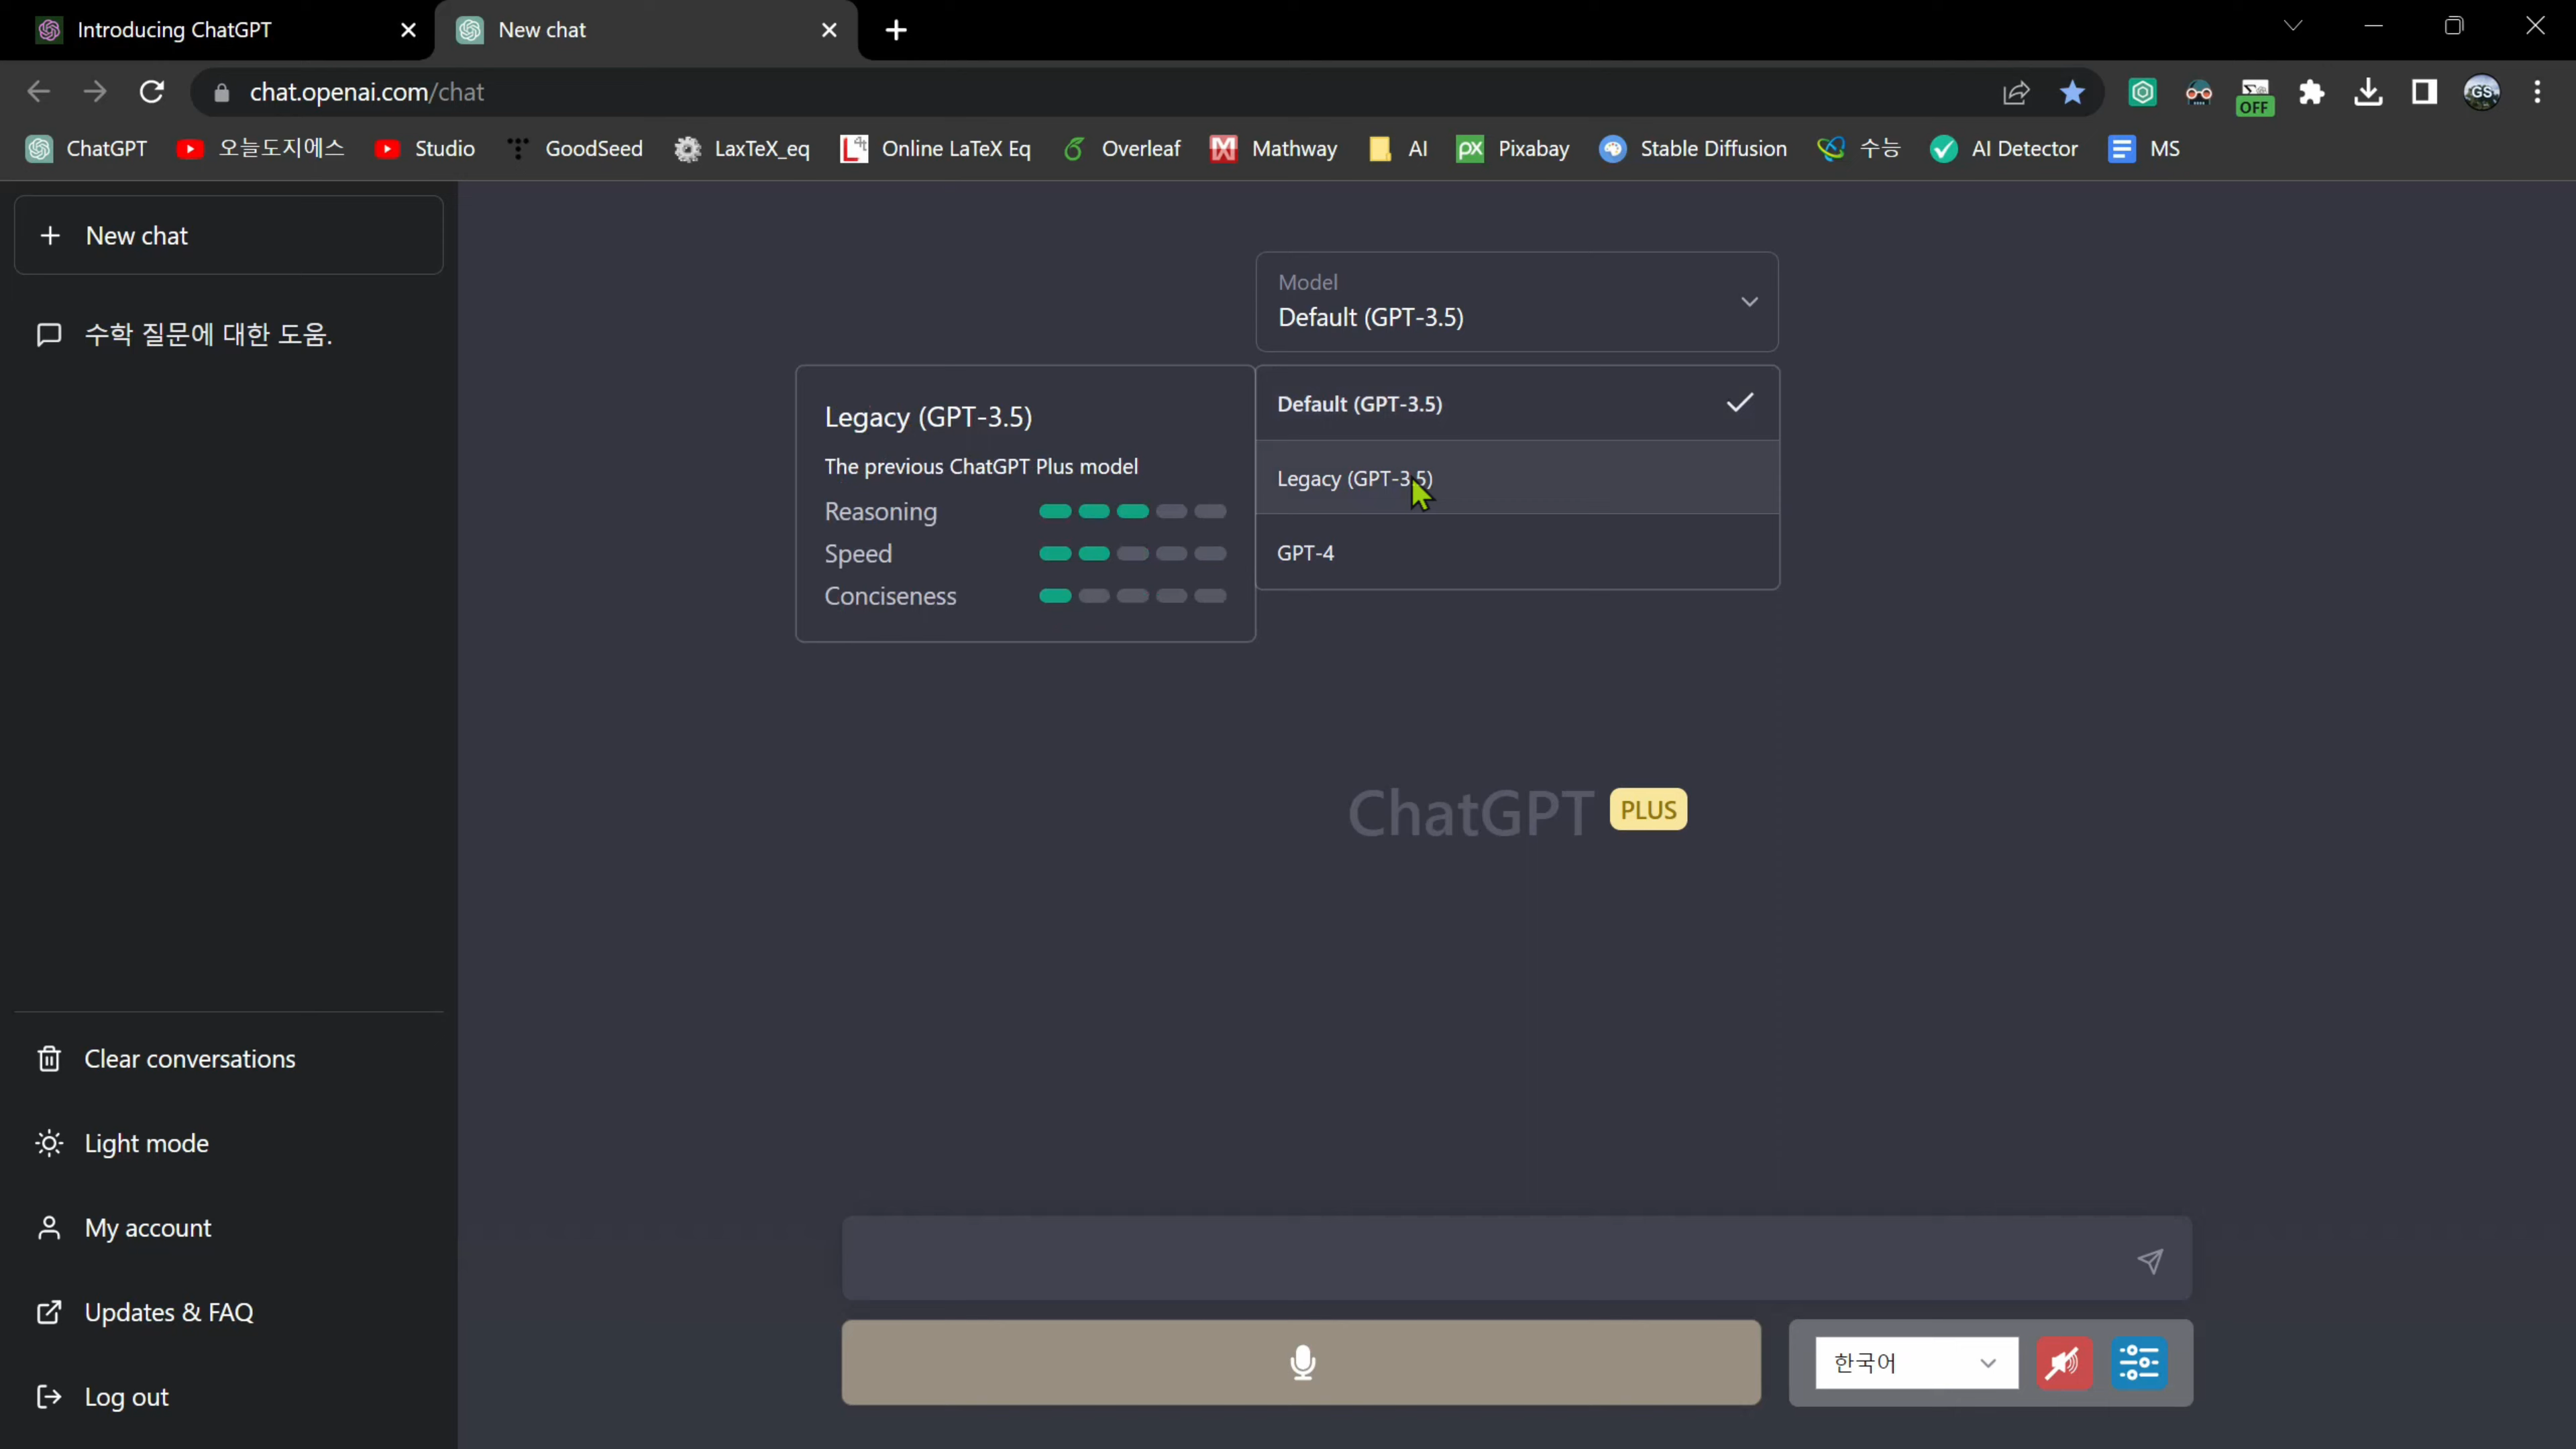 Introducing ChatGPT
New chat
chat.openai.com/chat
GS
OFF
ChatGPT
오늘도지에스
Studio
GoodSeed
LaxTeX_eq
Online LaTeX Eq
Overleaf
Mathway
AI
Pixabay
Stable Diffusion
수능
AI Detector
MS
New chat
수학 질문에 대한 도움.
Model
Default (GPT-3.5)
Legacy (GPT-3.5)
The previous ChatGPT Plus model
Reasoning
Speed
Conciseness
Default (GPT-3.5)
Legacy (GPT-3.5)
GPT-4
ChatGPT PLUS
Clear conversations
Light mode
My account
Updates & FAQ
Log out
한국어